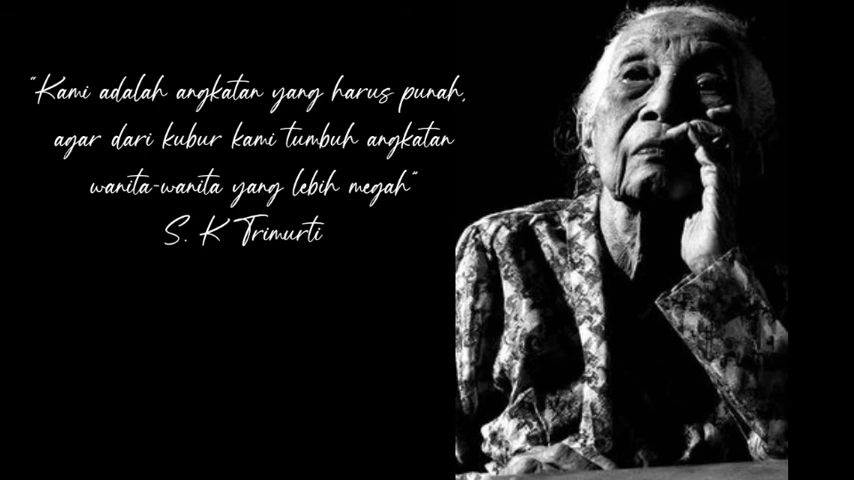 "Kami adalah angkatan yang harus punah,
agar dari kubur kami tumbuh angkatan
wanita-wanita yang lebih megah"
S. K Trimurti